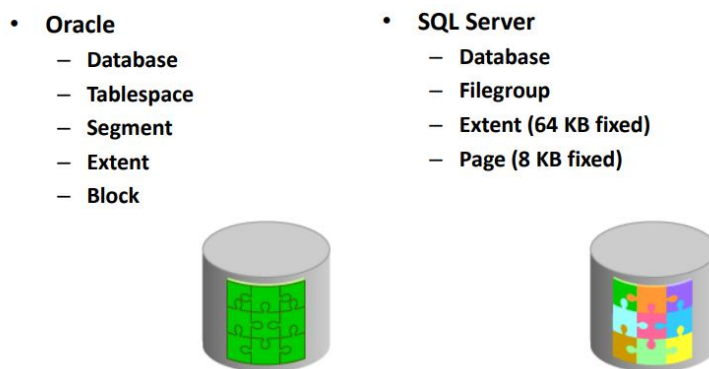 • Oracle
– Database
– Tablespace
– Segment
– Extent
– Block
• SQL Server
– Database
– Filegroup
– Extent (64 KB fixed)
– Page (8 KB fixed)